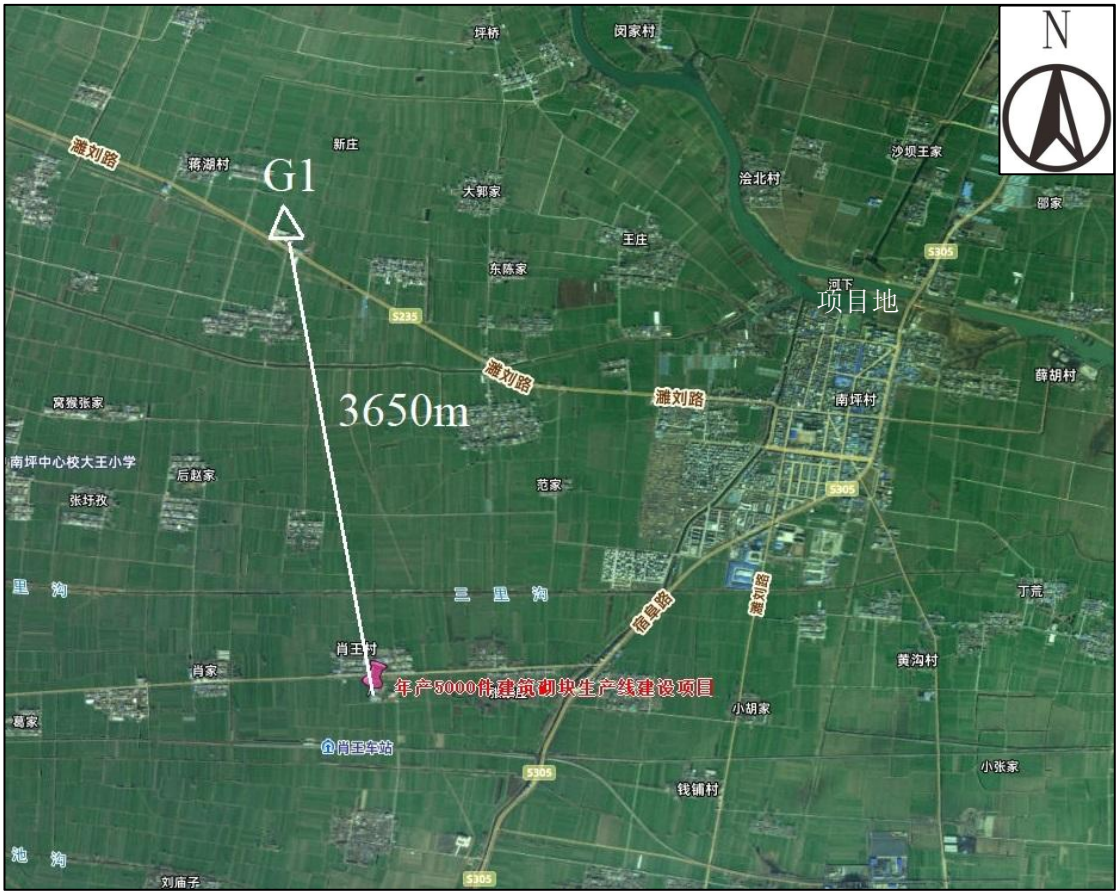 坪桥
闵家村
N
新庄
濉刘路
蒋湖村
沙坝王家
G1
大郭家
浍北村
邵家
王庄
S305
东陈家
河下
项目地
S235
濉刘路
薛胡村
濉刘路
南坪村
窝猴张家
3650m
南坪中心校大王小学
后赵家
范家
S305
张圩孜
里 沟
三 里 沟
濉刘路
丁荒
宿阜路
肖王村
黄沟村
肖家
年产5000件建筑砌块生产线建设项目
小胡家
葛家
肖王车站
S305
小张家
钱铺村
池 沟
刘庙子
S305